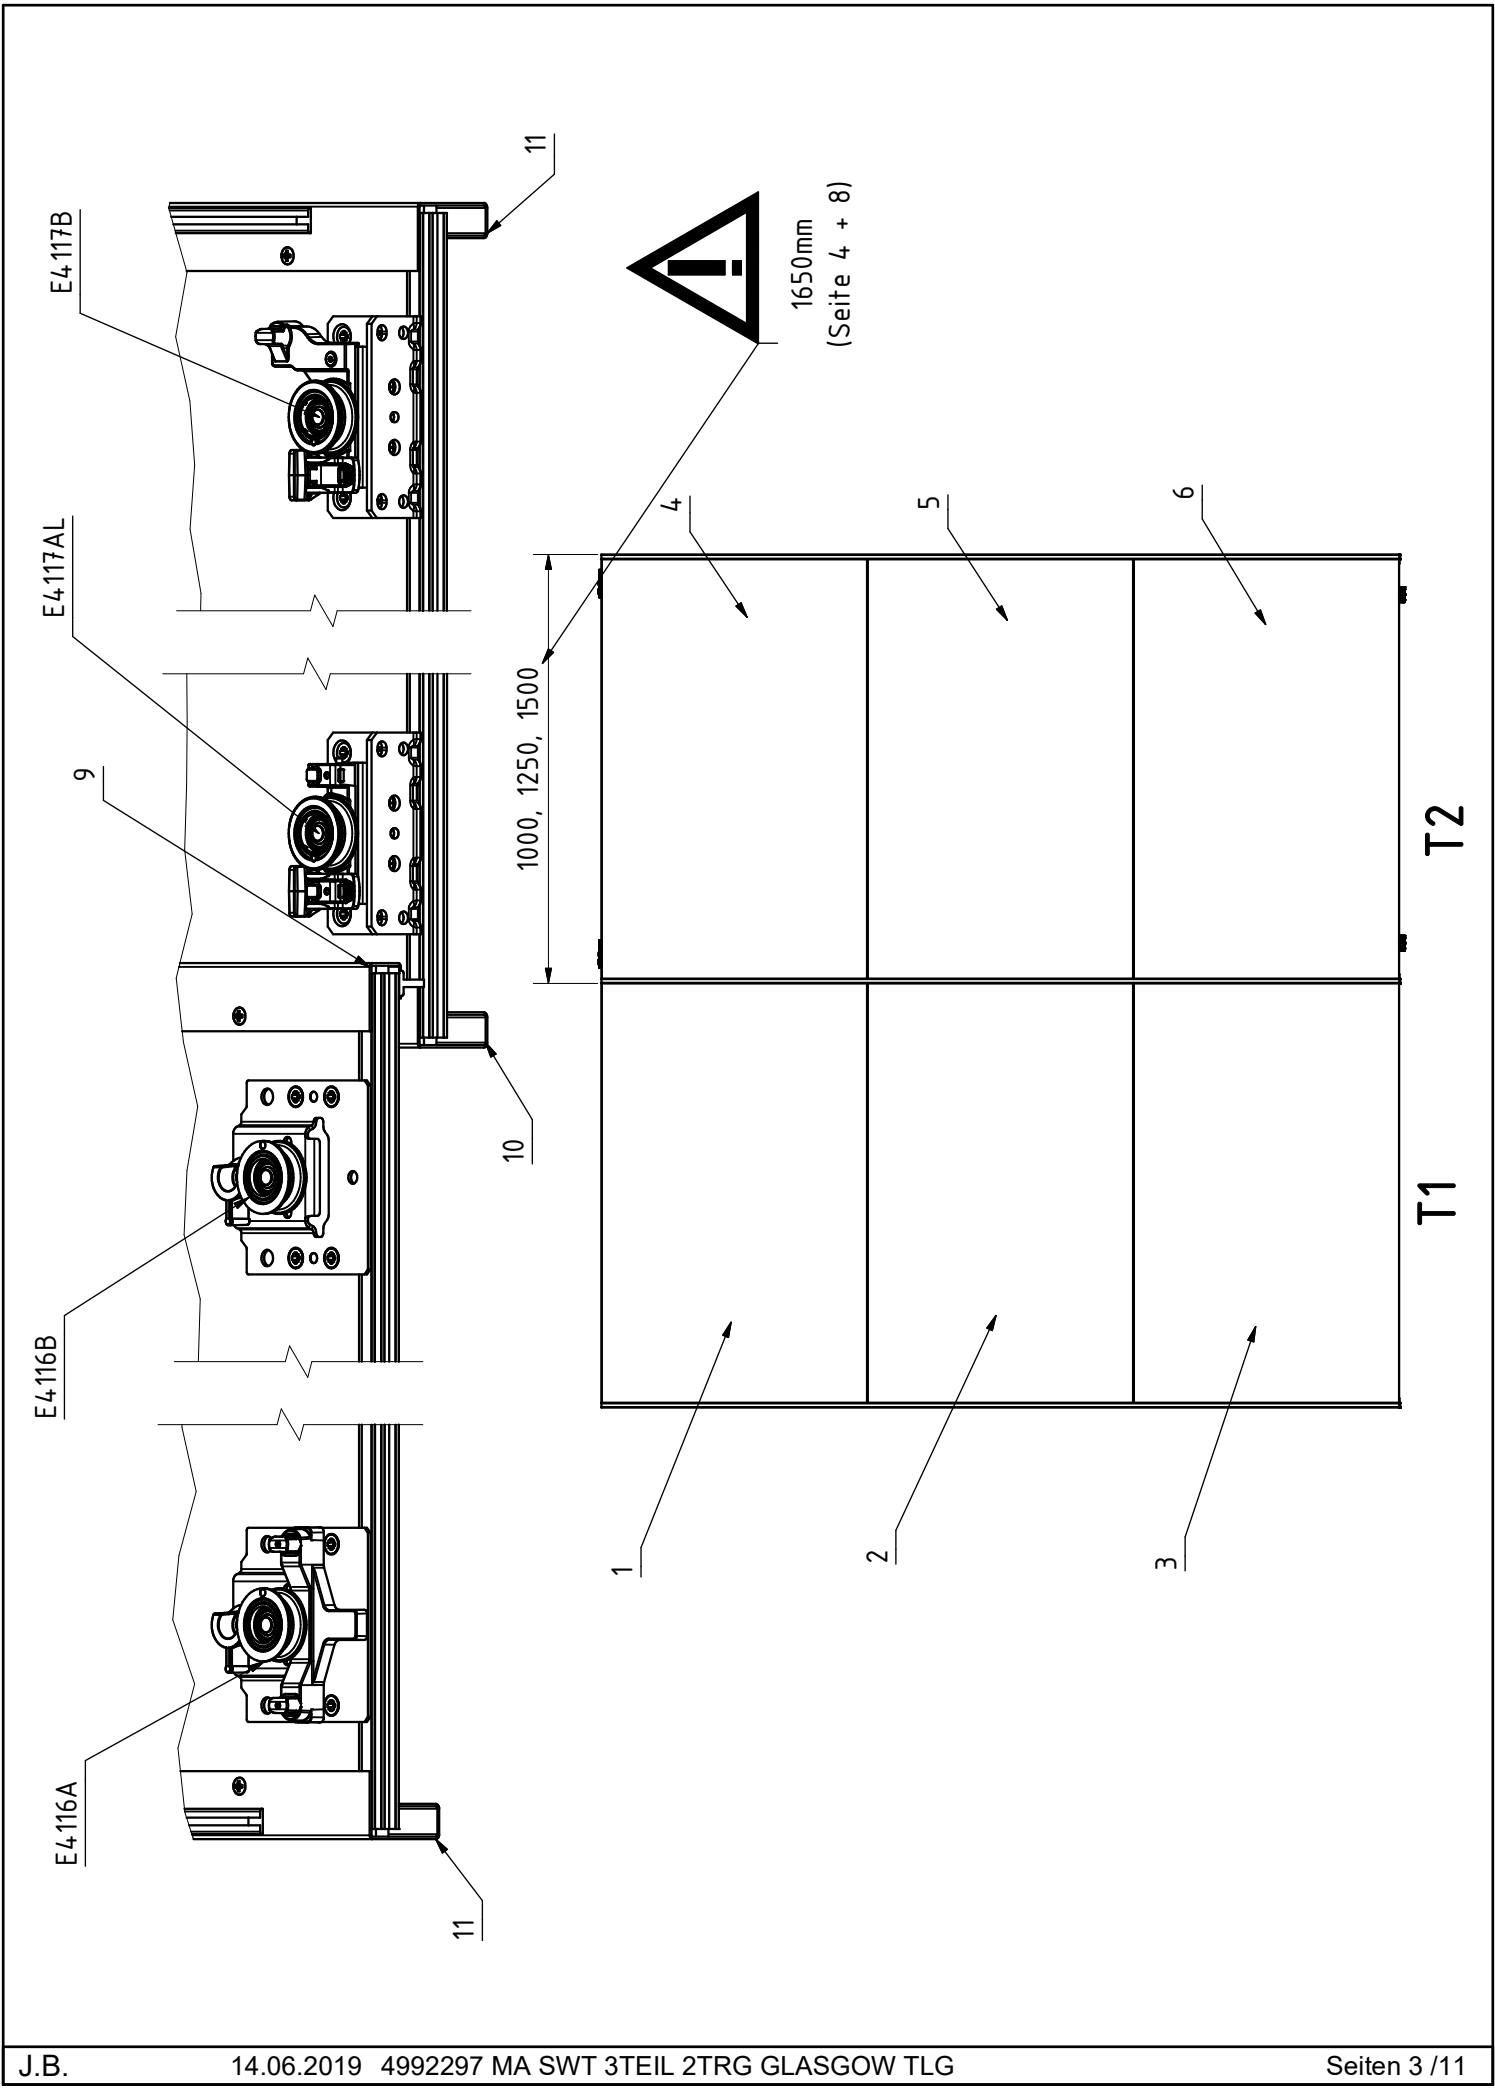 E4116A
E4116B
9
E4117AL
E4117B
11
10
11
1000, 1250, 1500
1650mm
(Seite 4 + 8)
1
2
3
4
5
6
T1
T2
J.B.
14.06.2019 4992297 MA SWT 3TEIL 2TRG GLASGOW TLG
Seiten 3 /11